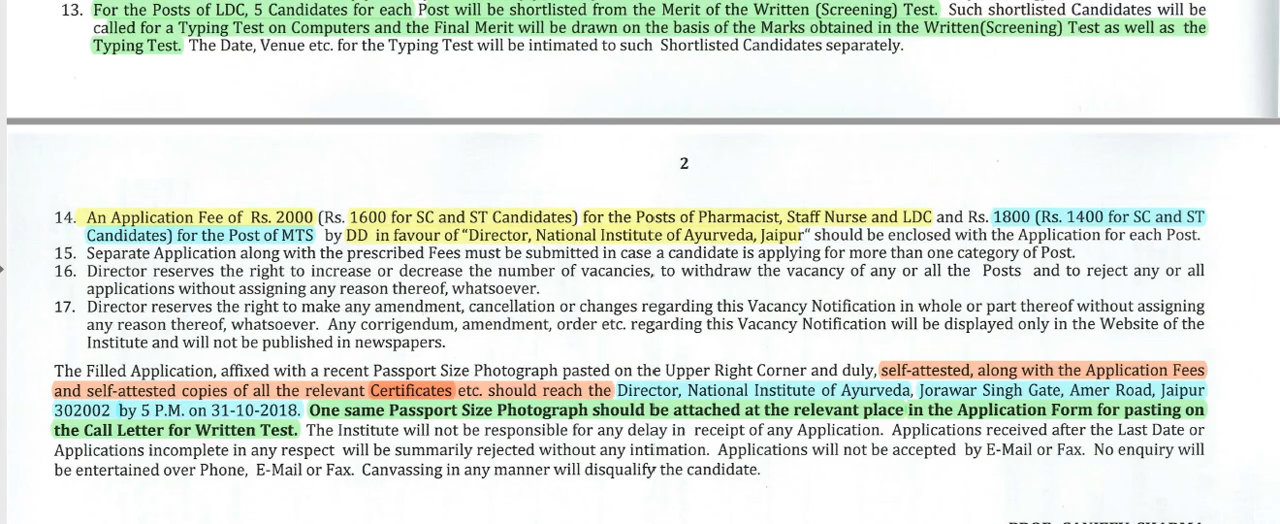 13. For the Posts of LDC, 5 Candidates for each Post will be shortlisted from the Merit of the Written (Screening) Test. Such shortlisted Candidates will be
called for a Typing Test on Computers and the Final Merit will be drawn on the basis of the Marks obtained in the Written(Screening) Test as well as the
Typing Test. The Date, Venue etc. for the Typing Test will be intimated to such Shortlisted Candidates separately.
2
14. An Application Fee of Rs. 2000 (Rs. 1600 for SC and ST Candidates) for the Posts of Pharmacist, Staff Nurse and LDC and Rs. 1800 (Rs. 1400 for SC and ST
Candidates) for the Post of MTS by DD in favour of "Director, National Institute of Ayurveda, Jaipur" should be enclosed with the Application for each Post.
15. Separate Application along with the prescribed Fees must be submitted in case a candidate is applying for more than one category of Post.
16. Director reserves the right to increase or decrease the number of vacancies, to withdraw the vacancy of any or all the Posts and to reject any or all
applications without assigning any reason thereof, whatsoever.
17. Director reserves the right to make any amendment, cancellation or changes regarding this Vacancy Notification in whole or part thereof without assigning
any reason thereof, whatsoever. Any corrigendum, amendment, order etc. regarding this Vacancy Notification will be displayed only in the Website of the
Institute and will not be published in newspapers.
The Filled Application, affixed with a recent Passport Size Photograph pasted on the Upper Right Corner and duly, self-attested, along with the Application Fees
and self-attested copies of all the relevant Certificates etc. should reach the Director, National Institute of Ayurveda, Jorawar Singh Gate, Amer Road, Jaipur
302002 by 5 P.M. on 31-10-2018. One same Passport Size Photograph should be attached at the relevant place in the Application Form for pasting on
the Call Letter for Written Test. The Institute will not be responsible for any delay in receipt of any Application. Applications received after the Last Date or
Applications incomplete in any respect will be summarily rejected without any intimation. Applications will not be accepted by E-Mail or Fax. No enquiry will
be entertained over Phone, E-Mail or Fax. Canvassing in any manner will disqualify the candidate.